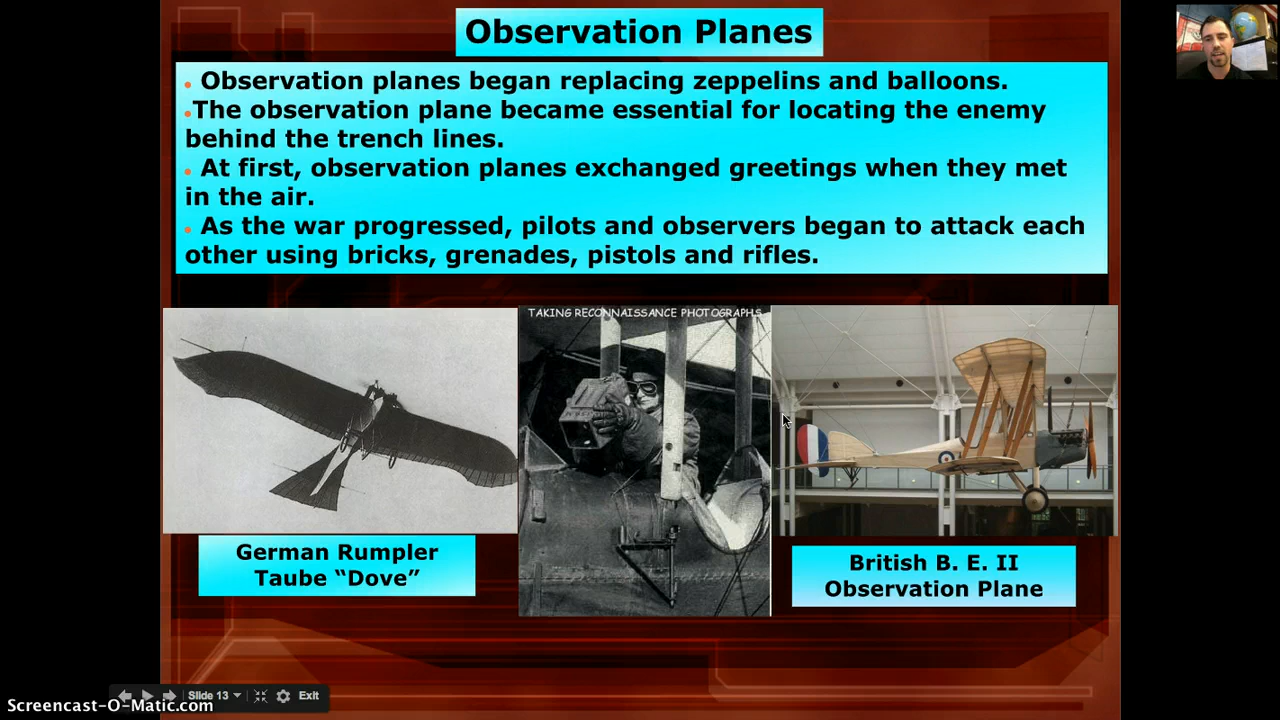 Observation Planes
• Observation planes began replacing zeppelins and balloons.
•The observation plane became essential for locating the enemy
behind the trench lines.
• At first, observation planes exchanged greetings when they met
in the air.
• As the war progressed, pilots and observers began to attack each
other using bricks, grenades, pistols and rifles.
TAKING RECONNAISSANCE PHOTOGRAPHS
German Rumpler
Taube “Dove”
British B. E. II
Observation Plane
Slide 13
Exit
Screencast-O-Matic.com